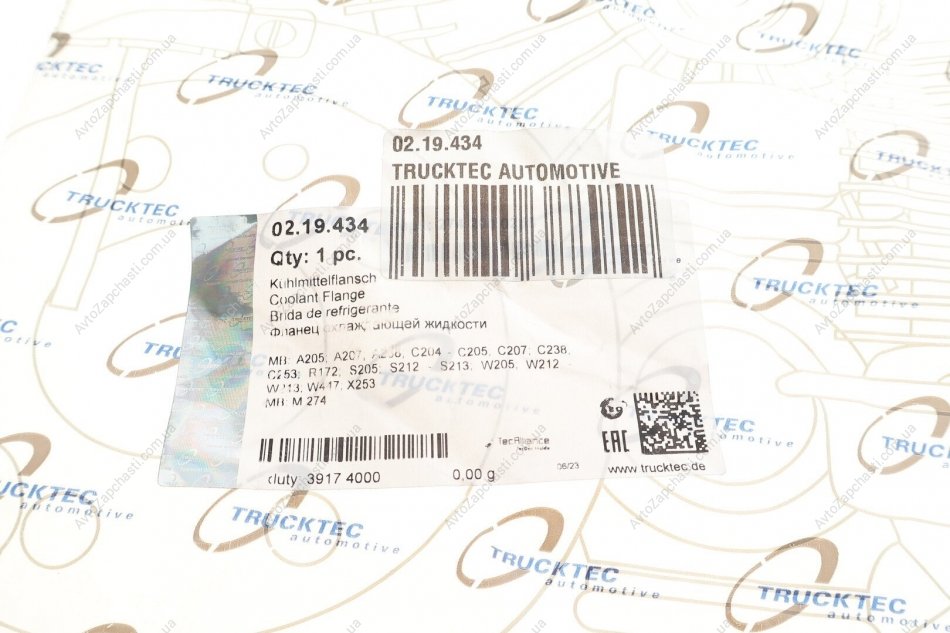 02.19.434
TRUCKTEC AUTOMOTIVE
02.19.434
Qty: 1 pc.
Kühlmittelflansch
Coolant Flange
Brida de refrigerante
Фланец охлаждающей жидкости
MB: A205, A207, A238, C204 - C205, C207; C238,
C253; R172, S205, S212 - S213, W205, W212 -
W213, W447, X253
MB: M 274
TecAlliance
EAC
06/23
duty 3917 4000 0,00 g
www.trucktec.de
TRUCKTEC
automotive
AvtoZapchasti.com.ua